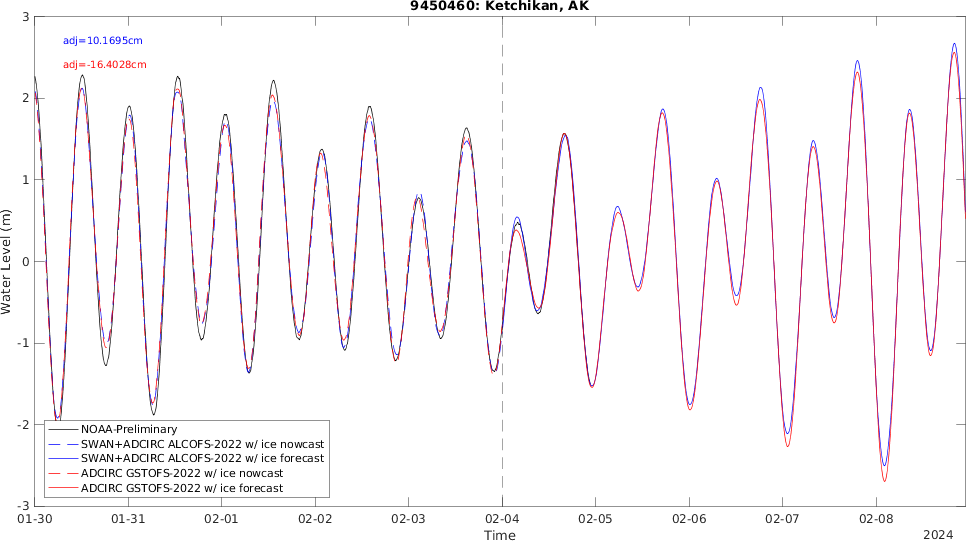 9450460: Ketchikan, AK
adj=10.1695cm
adj=-16.4028cm
3
2
1
0
-1
-2
-3
Water Level (m)
NOAA-Preliminary
SWAN+ADCIRC ALCOFS-2022 w/ ice nowcast
SWAN+ADCIRC ALCOFS-2022 w/ ice forecast
ADCIRC GSTOFS-2022 w/ ice nowcast
ADCIRC GSTOFS-2022 w/ ice forecast
01-30 01-31 02-01 02-02 02-03 02-04 02-05 02-06 02-07 02-08
Time
2024